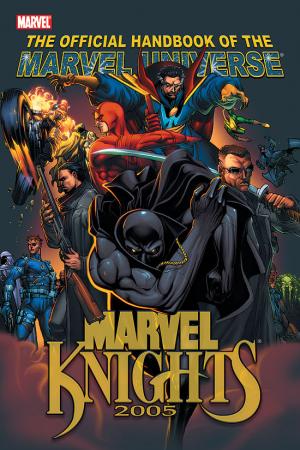 MARVEL
THE OFFICIAL HANDBOOK OF THE
MARVEL UNIVERSE®
MARVEL
KNIGHTS
2005